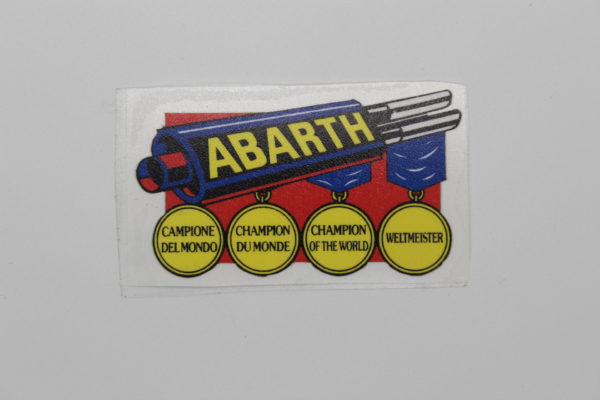 ABARTH
CAMPIONE
DEL MONDO
CHAMPION
DU MONDE
CHAMPION
OF THE WORLD
WELTMEISTER